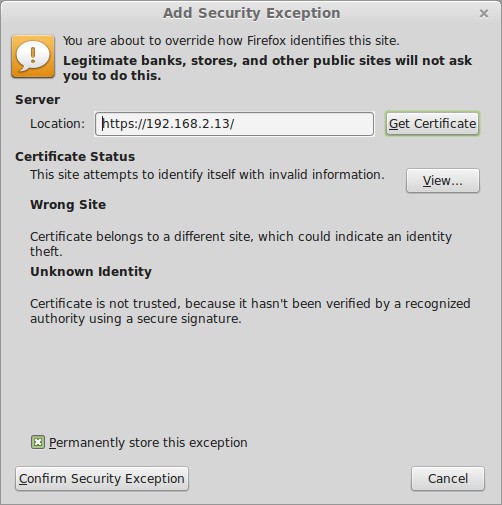 Add Security Exception
You are about to override how Firefox identifies this site.
Legitimate banks, stores, and other public sites will not ask
you to do this.
Server
Location: https://192.168.2.13/ Get Certificate
Certificate Status
This site attempts to identify itself with invalid information. View...
Wrong Site
Certificate belongs to a different site, which could indicate an identity
theft.
Unknown Identity
Certificate is not trusted, because it hasn't been verified by a recognized
authority using a secure signature.
Permanently store this exception
Confirm Security Exception Cancel